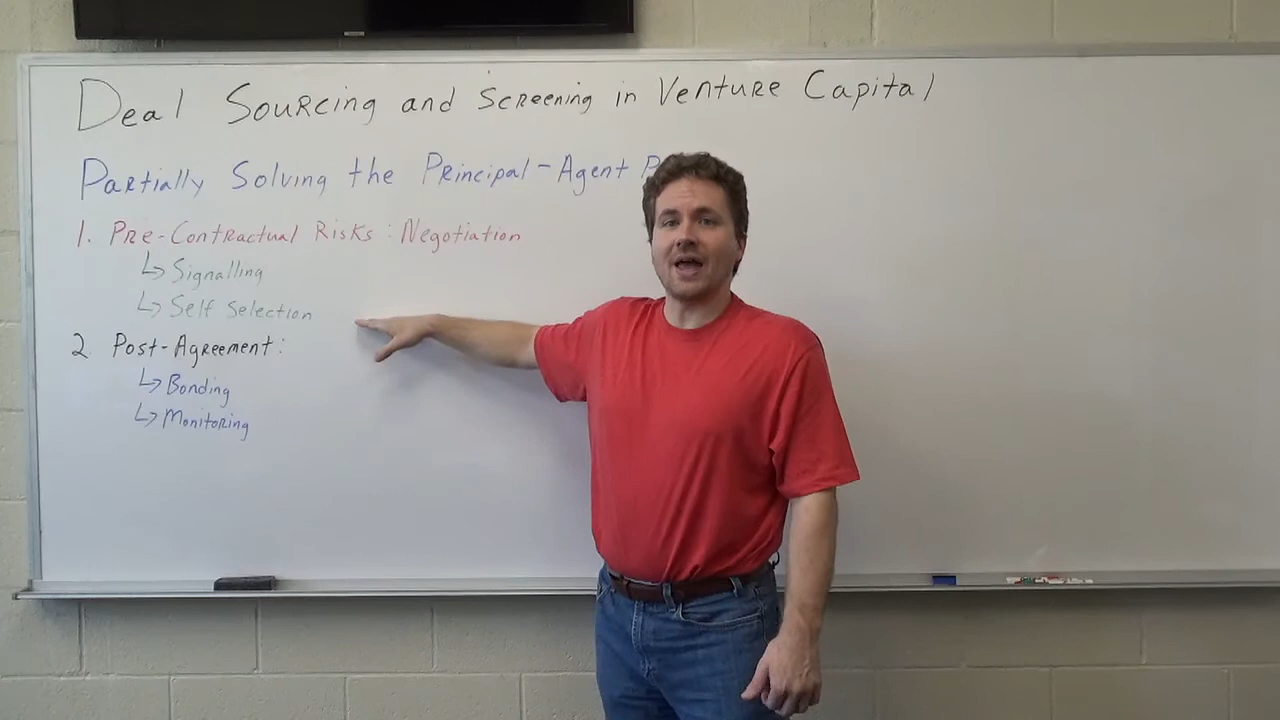 Deal Sourcing and Screening in Venture Capital
Partially Solving the Principal-Agent
1. Pre-Contractual Risks: Negotiation
↳ Signalling
↳ Self Selection
2. Post-Agreement:
↳ Bonding
↳ Monitoring